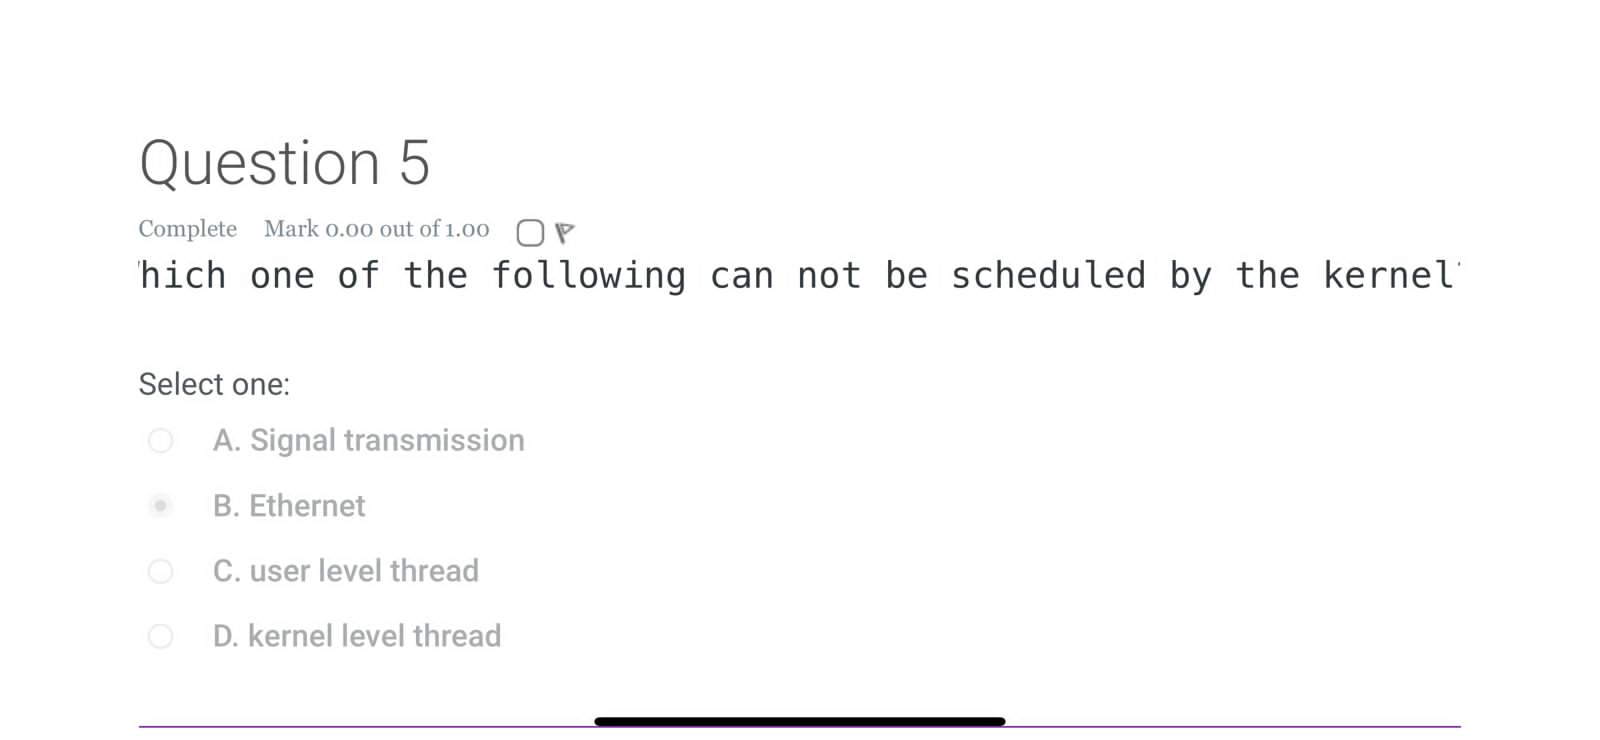 Question 5
Complete Mark 0.00 out of 1.00
hich one of the following can not be scheduled by the kernel
Select one:
A. Signal transmission
B. Ethernet
C. user level thread
D. kernel level thread